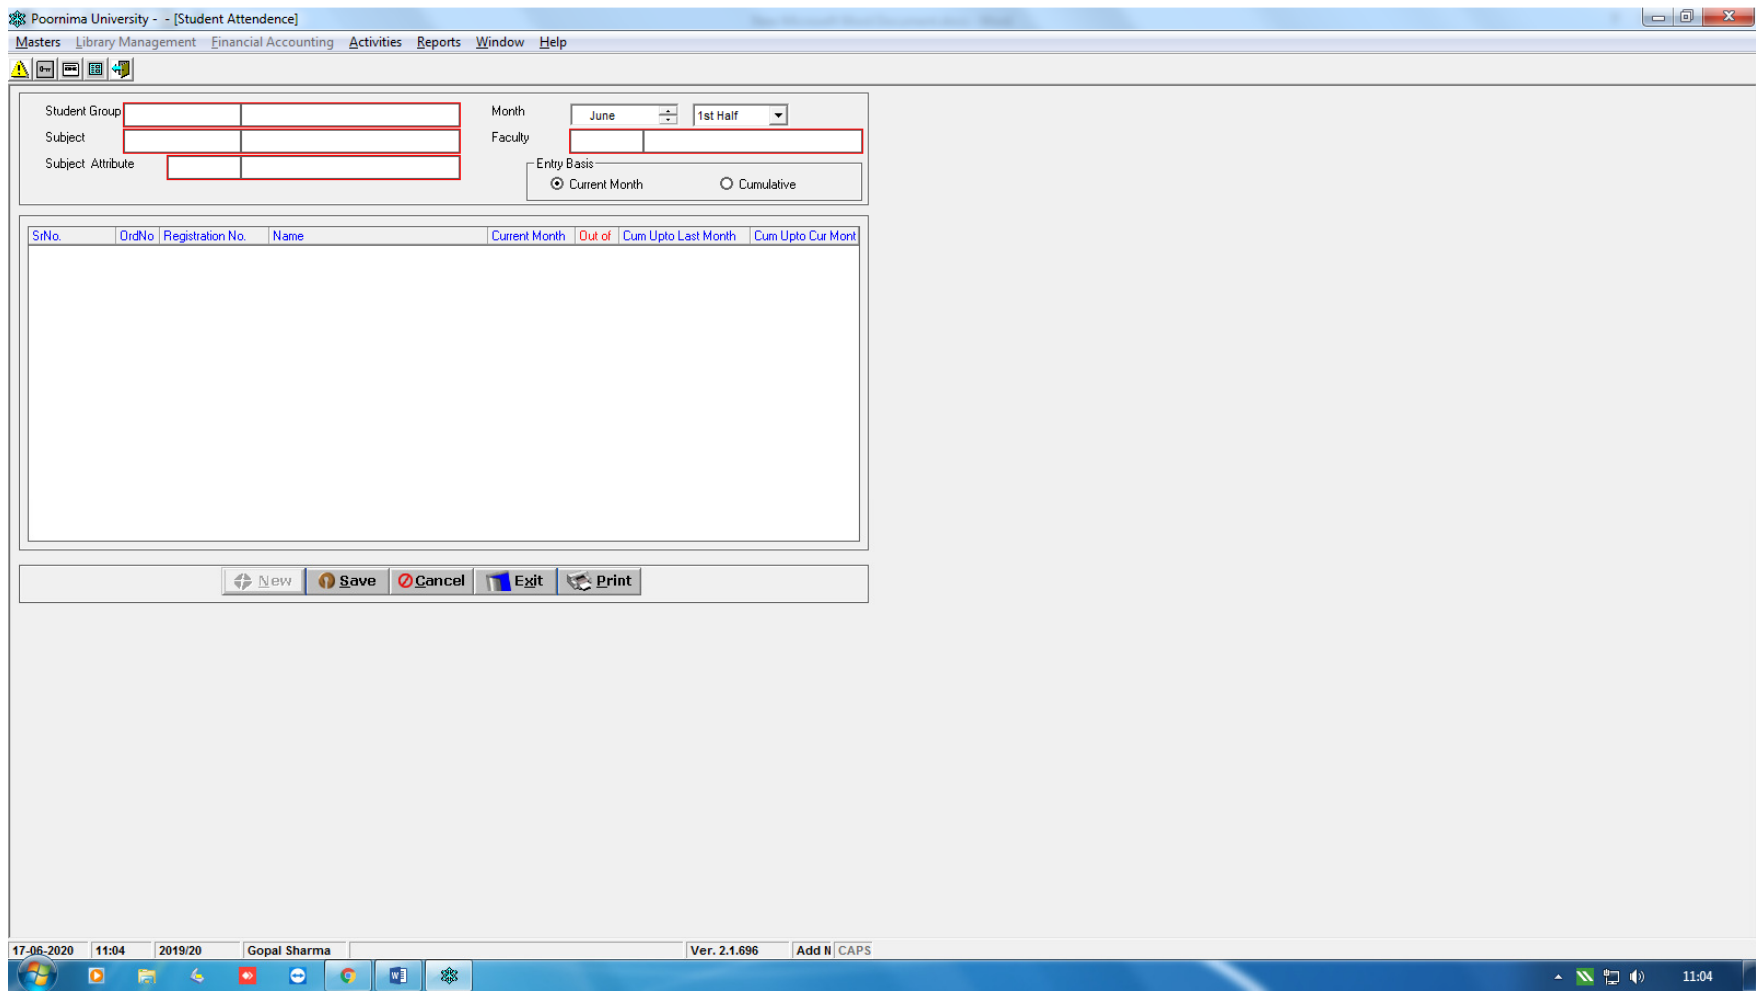 Poornima University - - [Student Attendence]
Masters Library Management Financial Accounting Activities Reports Window Help
Student Group Month June 1st Half
Subject Faculty
Subject Attribute Entry Basis
Current Month Cumulative
SrNo. OrdNo Registration No. Name Current Month Out of Cum Upto Last Month Cum Upto Cur Mont
New Save Cancel Exit Print
17-06-2020 11:04 2019/20 Gopal Sharma Ver. 2.1.696 Add N CAPS
11:04